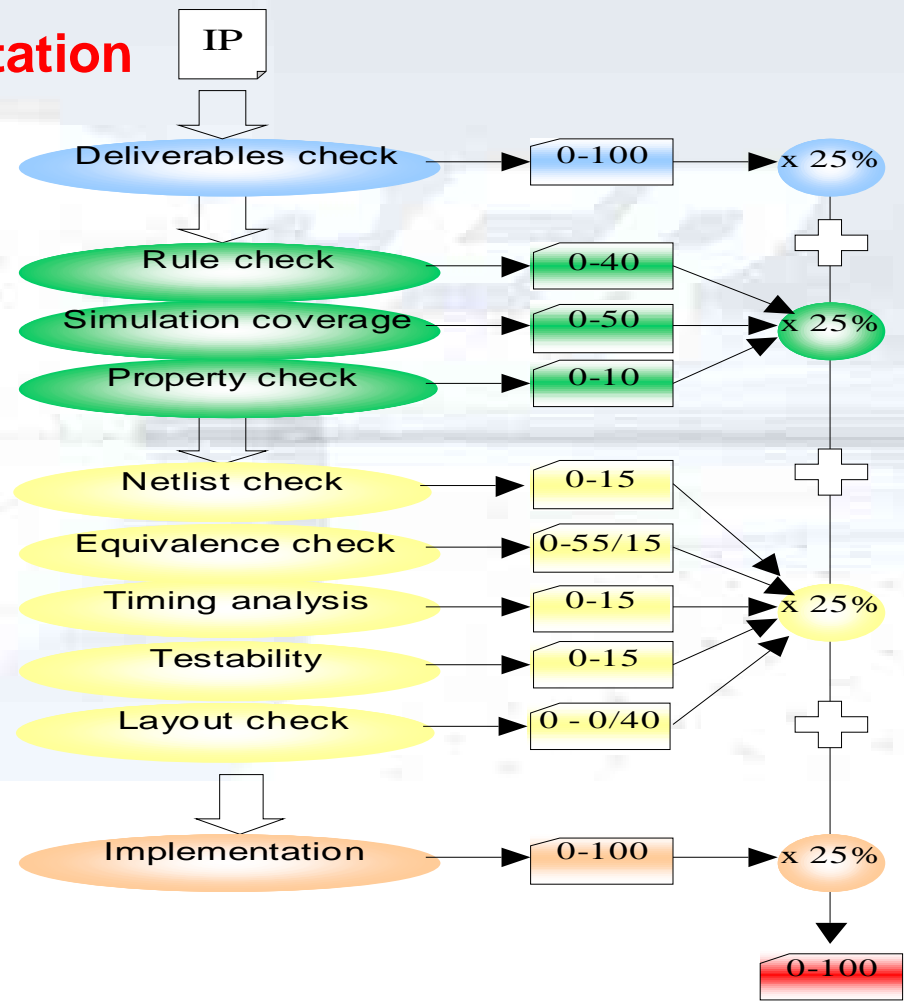 IP
tation
Deliverables check 0-100 x 25%
Rule check 0-40
Simulation coverage 0-50 x 25%
Property check 0-10
Netlist check 0-15
Equivalence check 0-55/15
Timing analysis 0-15 x 25%
Testability 0-15
Layout check 0 - 0/40
Implementation 0-100 x 25%
0-100